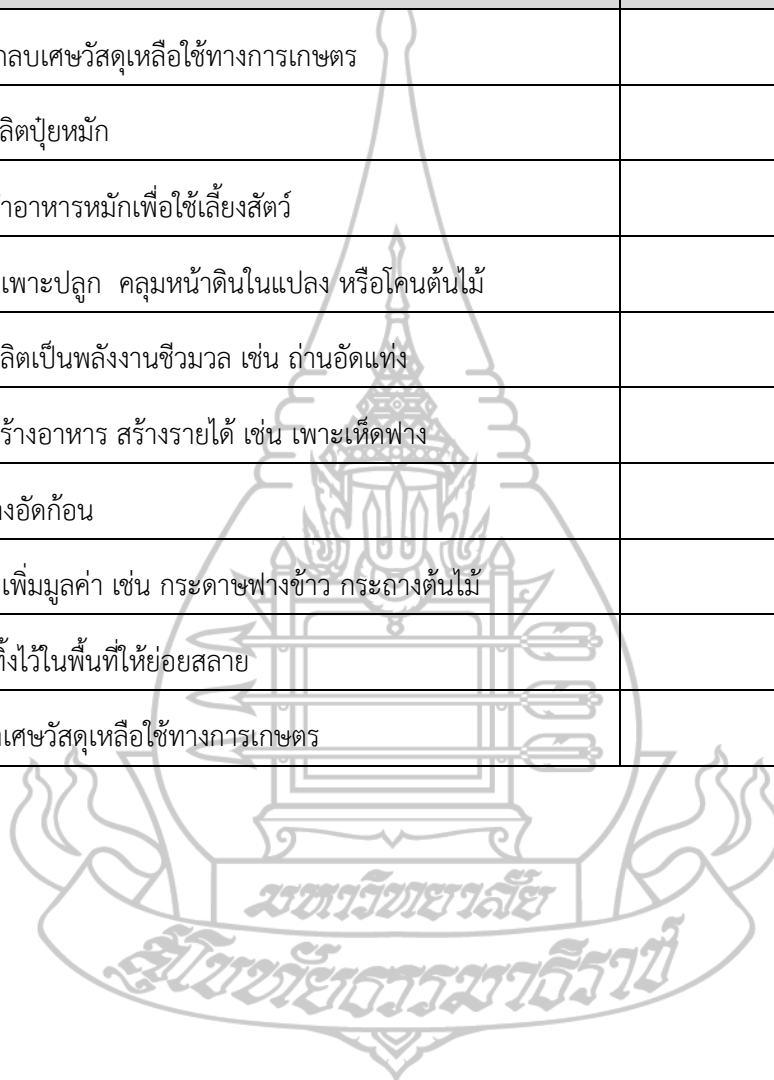 กลบเศษวัสดุเหลือใช้ทางการเกษตร
ลิตปุ๋ยหมัก
าอาหารหมักเพื่อใช้เลี้ยงสัตว์
เพาะปลูก คลุมหน้าดินในแปลง หรือโคนต้นไม้
ลิตเป็นพลังงานชีวมวล เช่น ถ่านอัดแท่ง
ร้างอาหาร สร้างรายได้ เช่น เพาะเห็ดฟาง
างอัดก้อน
เพิ่มมูลค่า เช่น กระดาษฟางข้าว กระถางต้นไม้
ทิ้งไว้ในพื้นที่ให้ย่อยสลาย
เศษวัสดุเหลือใช้ทางการเกษตร
มหาวิทยาลัย
สุโขทัยธรรมาธิราช